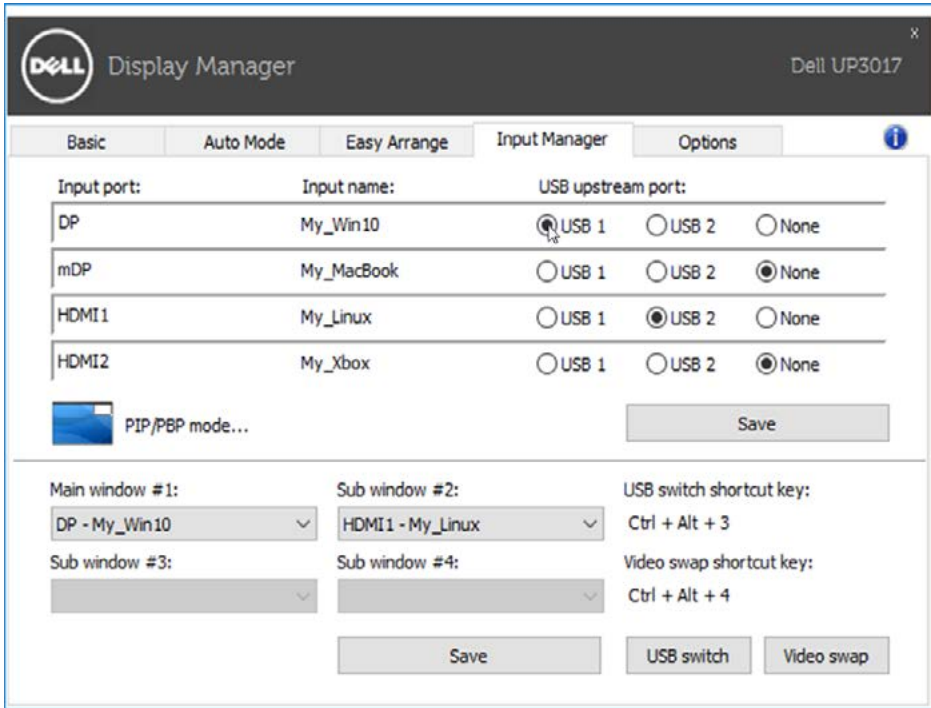 x
DELL Display Manager Dell UP3017
Basic Auto Mode Easy Arrange Input Manager Options i
Input port: Input name: USB upstream port:
DP My_Win10 USB 1 USB 2 None
mDP My_MacBook USB 1 USB 2 None
HDMI1 My_Linux USB 1 USB 2 None
HDMI2 My_Xbox USB 1 USB 2 None
PIP/PBP mode... Save
Main window #1: Sub window #2: USB switch shortcut key:
DP - My_Win10 HDMI1 - My_Linux Ctrl + Alt + 3
Sub window #3: Sub window #4: Video swap shortcut key:
Ctrl + Alt + 4
Save USB switch Video swap